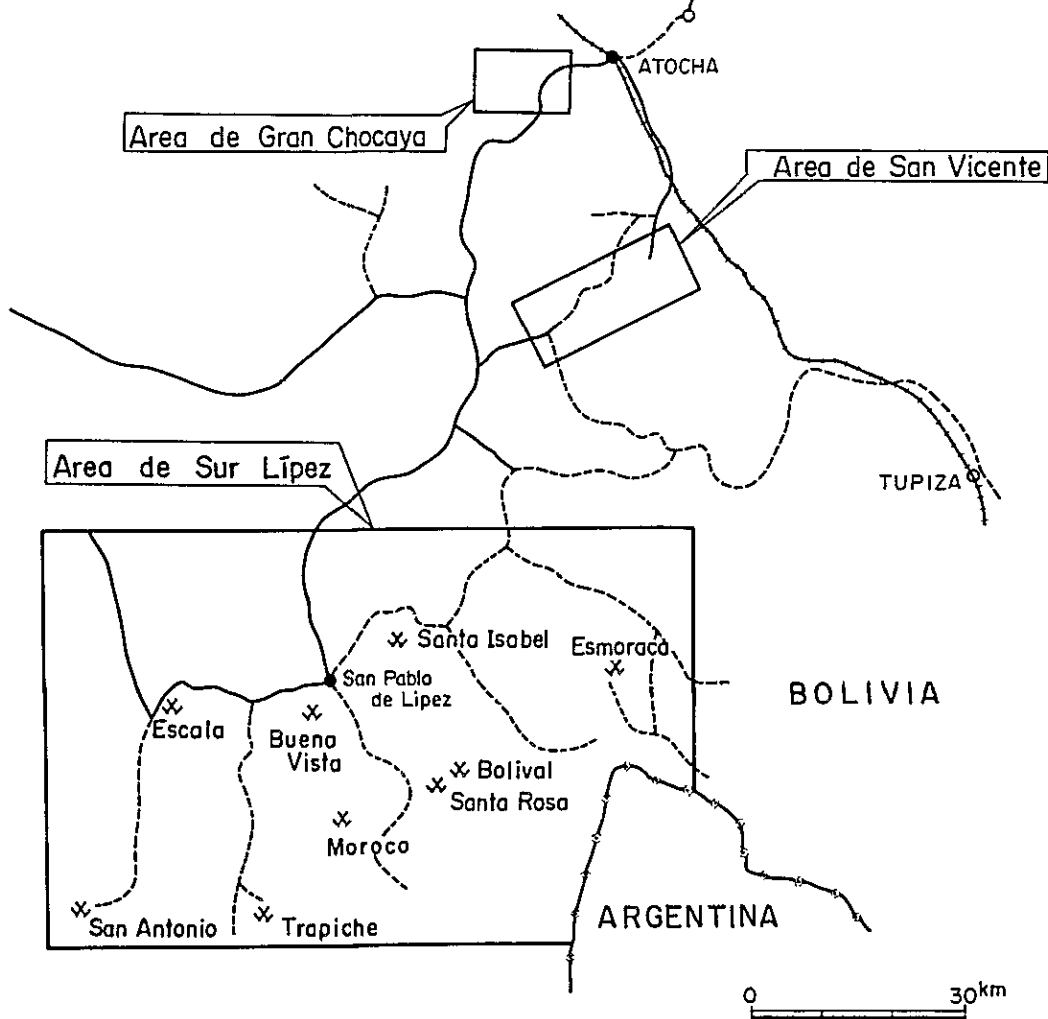 ATOCHA
Area de Gran Chocaya
Area de San Vicente
Area de Sur Lípez
TUPIZA
Santa Isabel
Esmoraca
San Pablo
de Lipez
BOLIVIA
Escala
Buena
Vista
Bolival
Santa Rosa
Moroco
San Antonio
Trapiche
ARGENTINA
0 30km